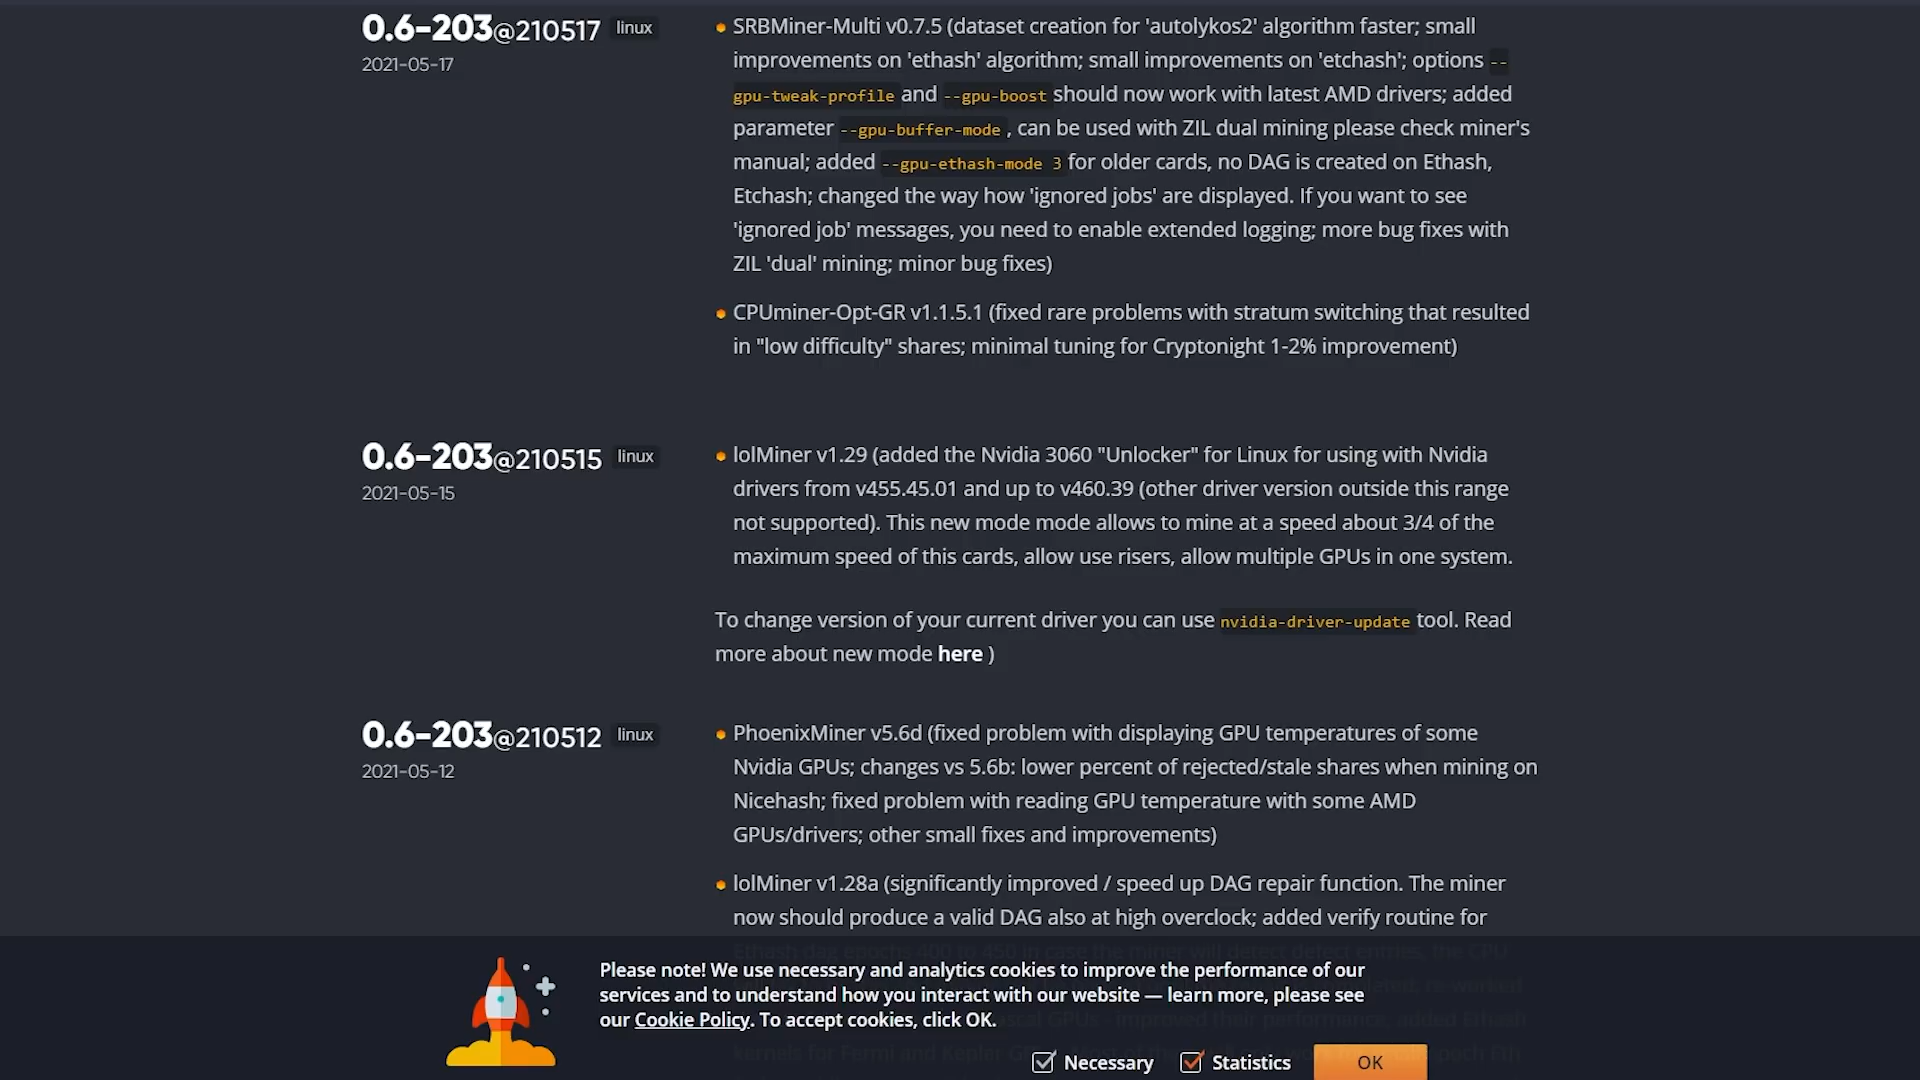 0.6-203@210517 linux
2021-05-17
SRBMiner-Multi v0.7.5 (dataset creation for 'autolykos2' algorithm faster; small
improvements on 'ethash' algorithm; small improvements on 'etchash'; options --
gpu-tweak-profile and --gpu-boost should now work with latest AMD drivers; added
parameter --gpu-buffer-mode , can be used with ZIL dual mining please check miner's
manual; added --gpu-ethash-mode 3 for older cards, no DAG is created on Ethash,
Etchash; changed the way how 'ignored jobs' are displayed. If you want to see
'ignored job' messages, you need to enable extended logging; more bug fixes with
ZIL 'dual' mining; minor bug fixes)
CPUminer-Opt-GR v1.1.5.1 (fixed rare problems with stratum switching that resulted
in "low difficulty" shares; minimal tuning for Cryptonight 1-2% improvement)
0.6-203@210515 linux
2021-05-15
lolMiner v1.29 (added the Nvidia 3060 "Unlocker" for Linux for using with Nvidia
drivers from v455.45.01 and up to v460.39 (other driver version outside this range
not supported). This new mode mode allows to mine at a speed about 3/4 of the
maximum speed of this cards, allow use risers, allow multiple GPUs in one system.
To change version of your current driver you can use nvidia-driver-update tool. Read
more about new mode here )
0.6-203@210512 linux
2021-05-12
PhoenixMiner v5.6d (fixed problem with displaying GPU temperatures of some
Nvidia GPUs; changes vs 5.6b: lower percent of rejected/stale shares when mining on
Nicehash; fixed problem with reading GPU temperature with some AMD
GPUs/drivers; other small fixes and improvements)
lolMiner v1.28a (significantly improved / speed up DAG repair function. The miner
now should produce a valid DAG also at high overclock; added verify routine for
Ethash dag epochs 400 to 450 in case the miner will detect defect entries, the CPU
Please note! We use necessary and analytics cookies to improve the performance of our
services and to understand how you interact with our website — learn more, please see
our Cookie Policy. To accept cookies, click OK.
Necessary Statistics OK